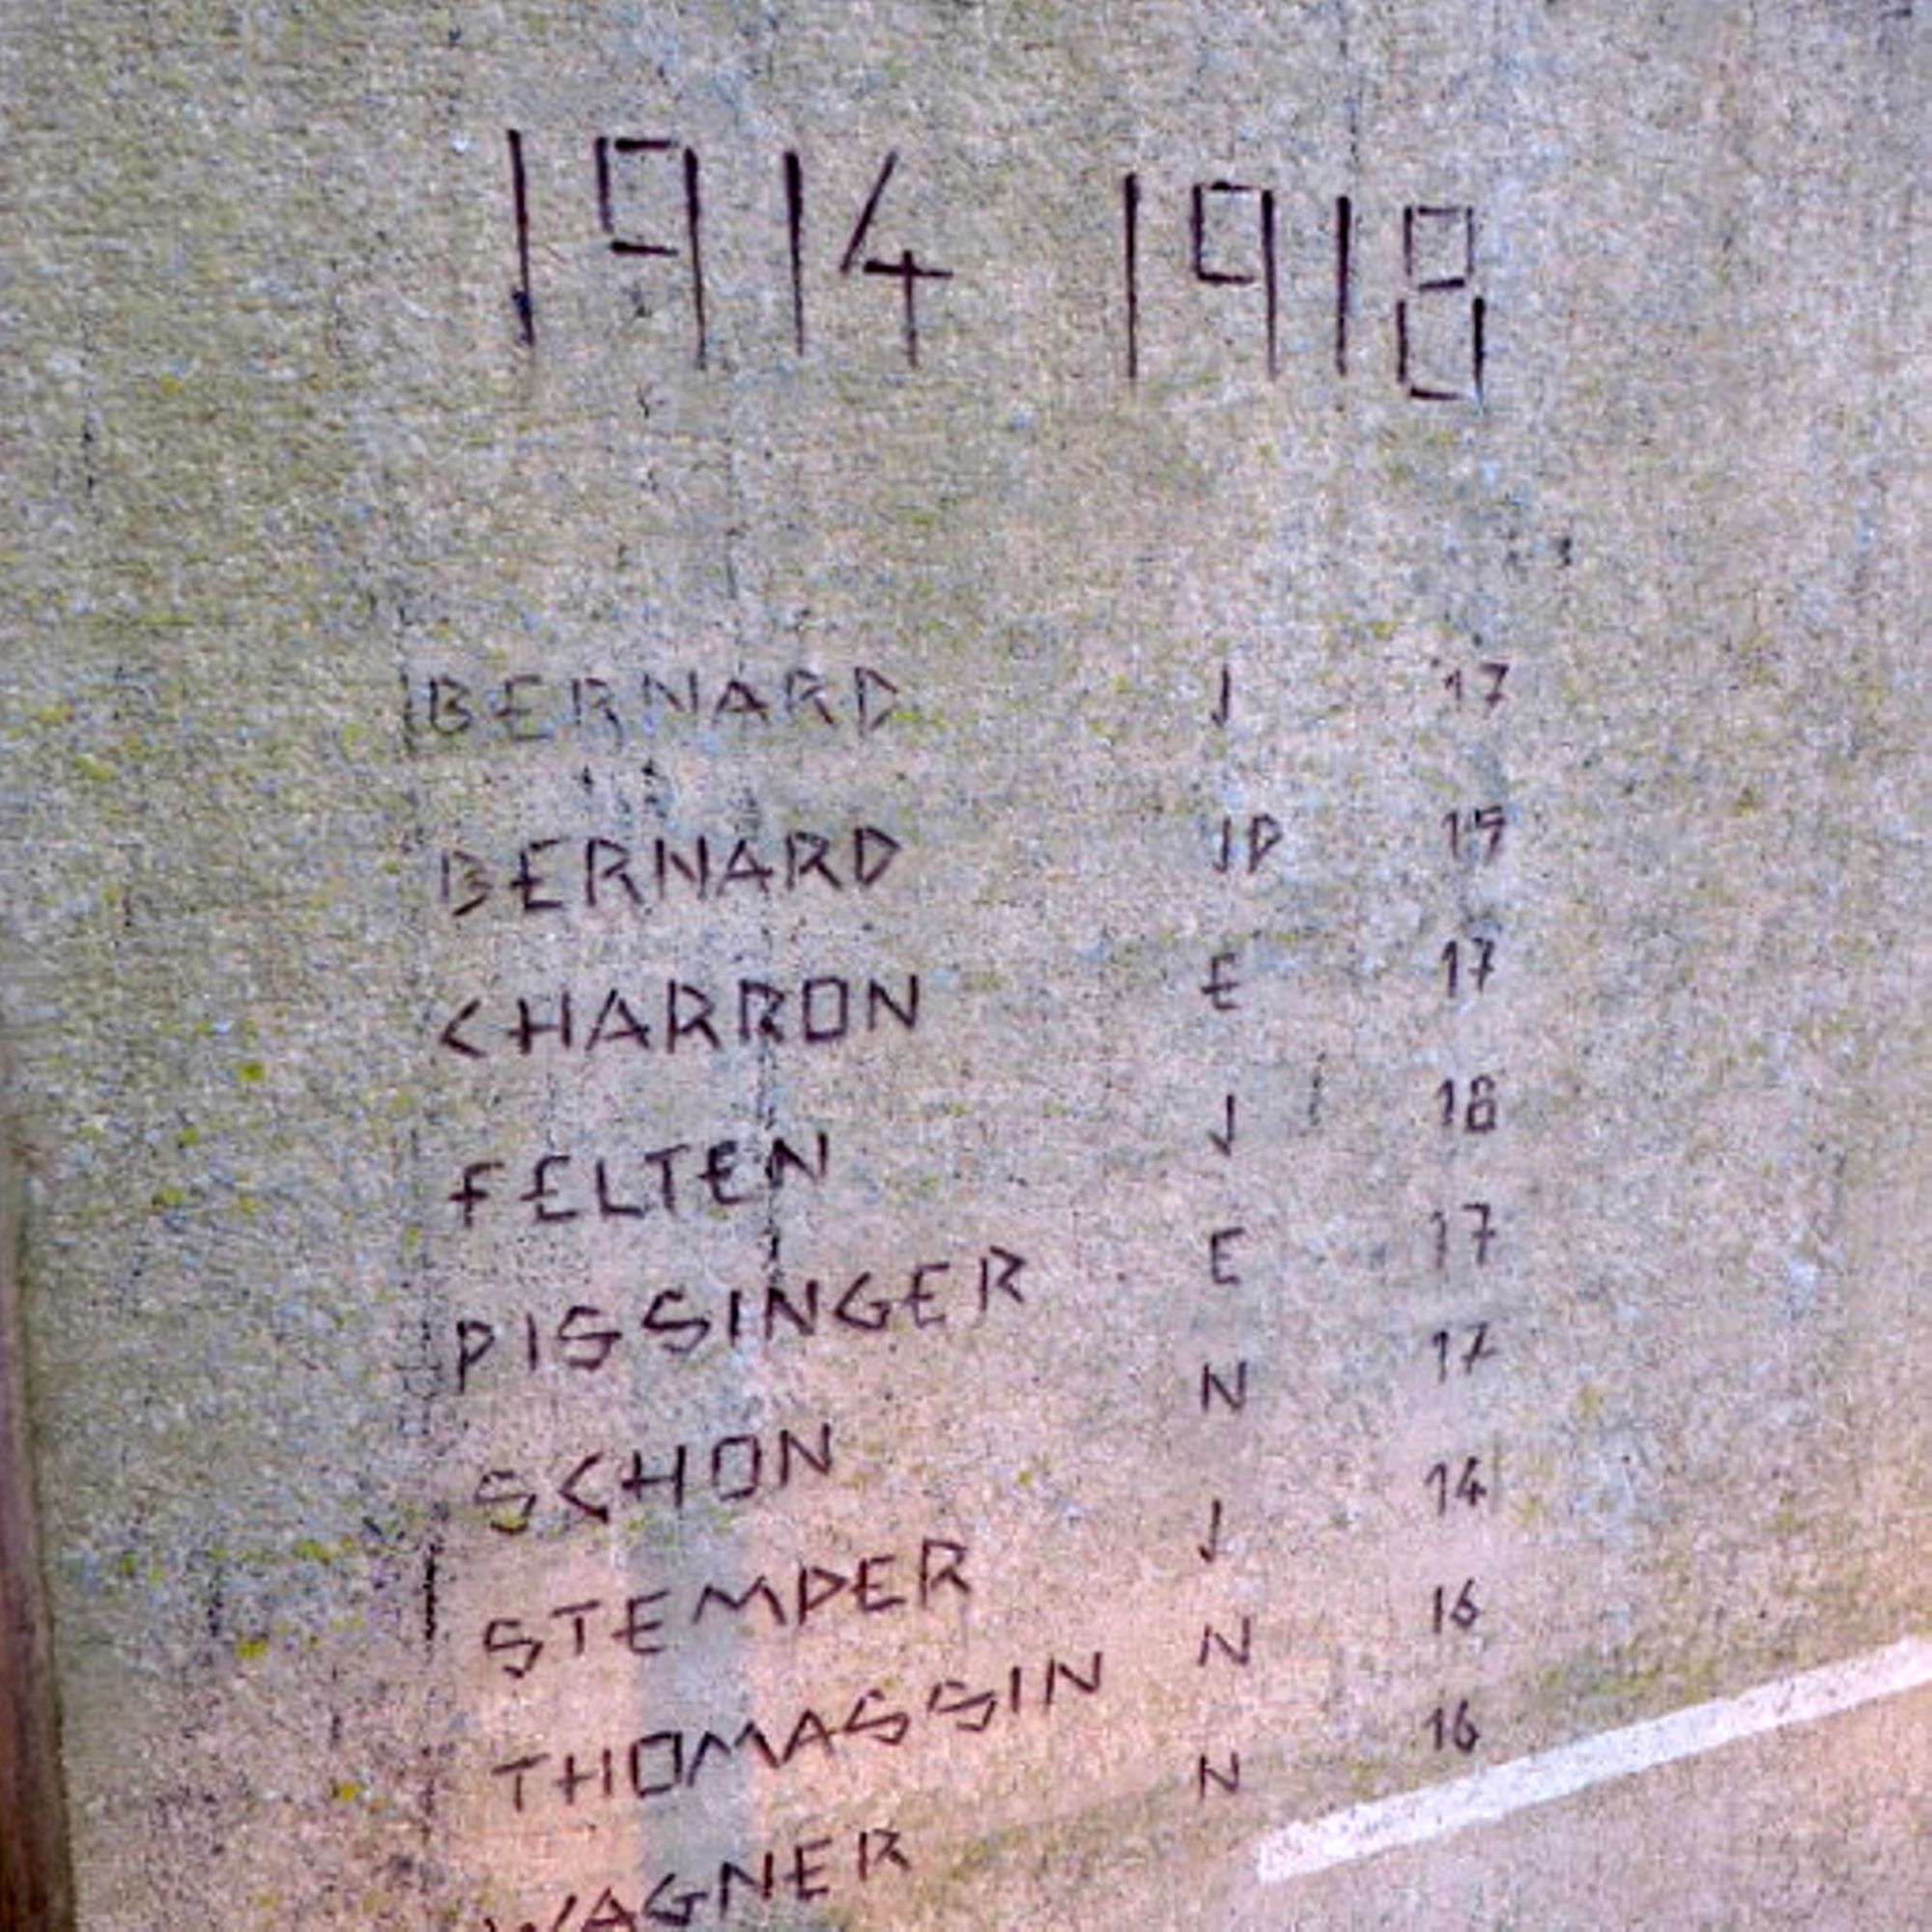 1914 1918
BERNARD J 17
BERNARD JP 15
CHARRON E 17
FELTEN J 18
PISSINGER E 17
SCHON N 17
STEMPER J 14
THOMASSIN N 16
WAGNER N 16